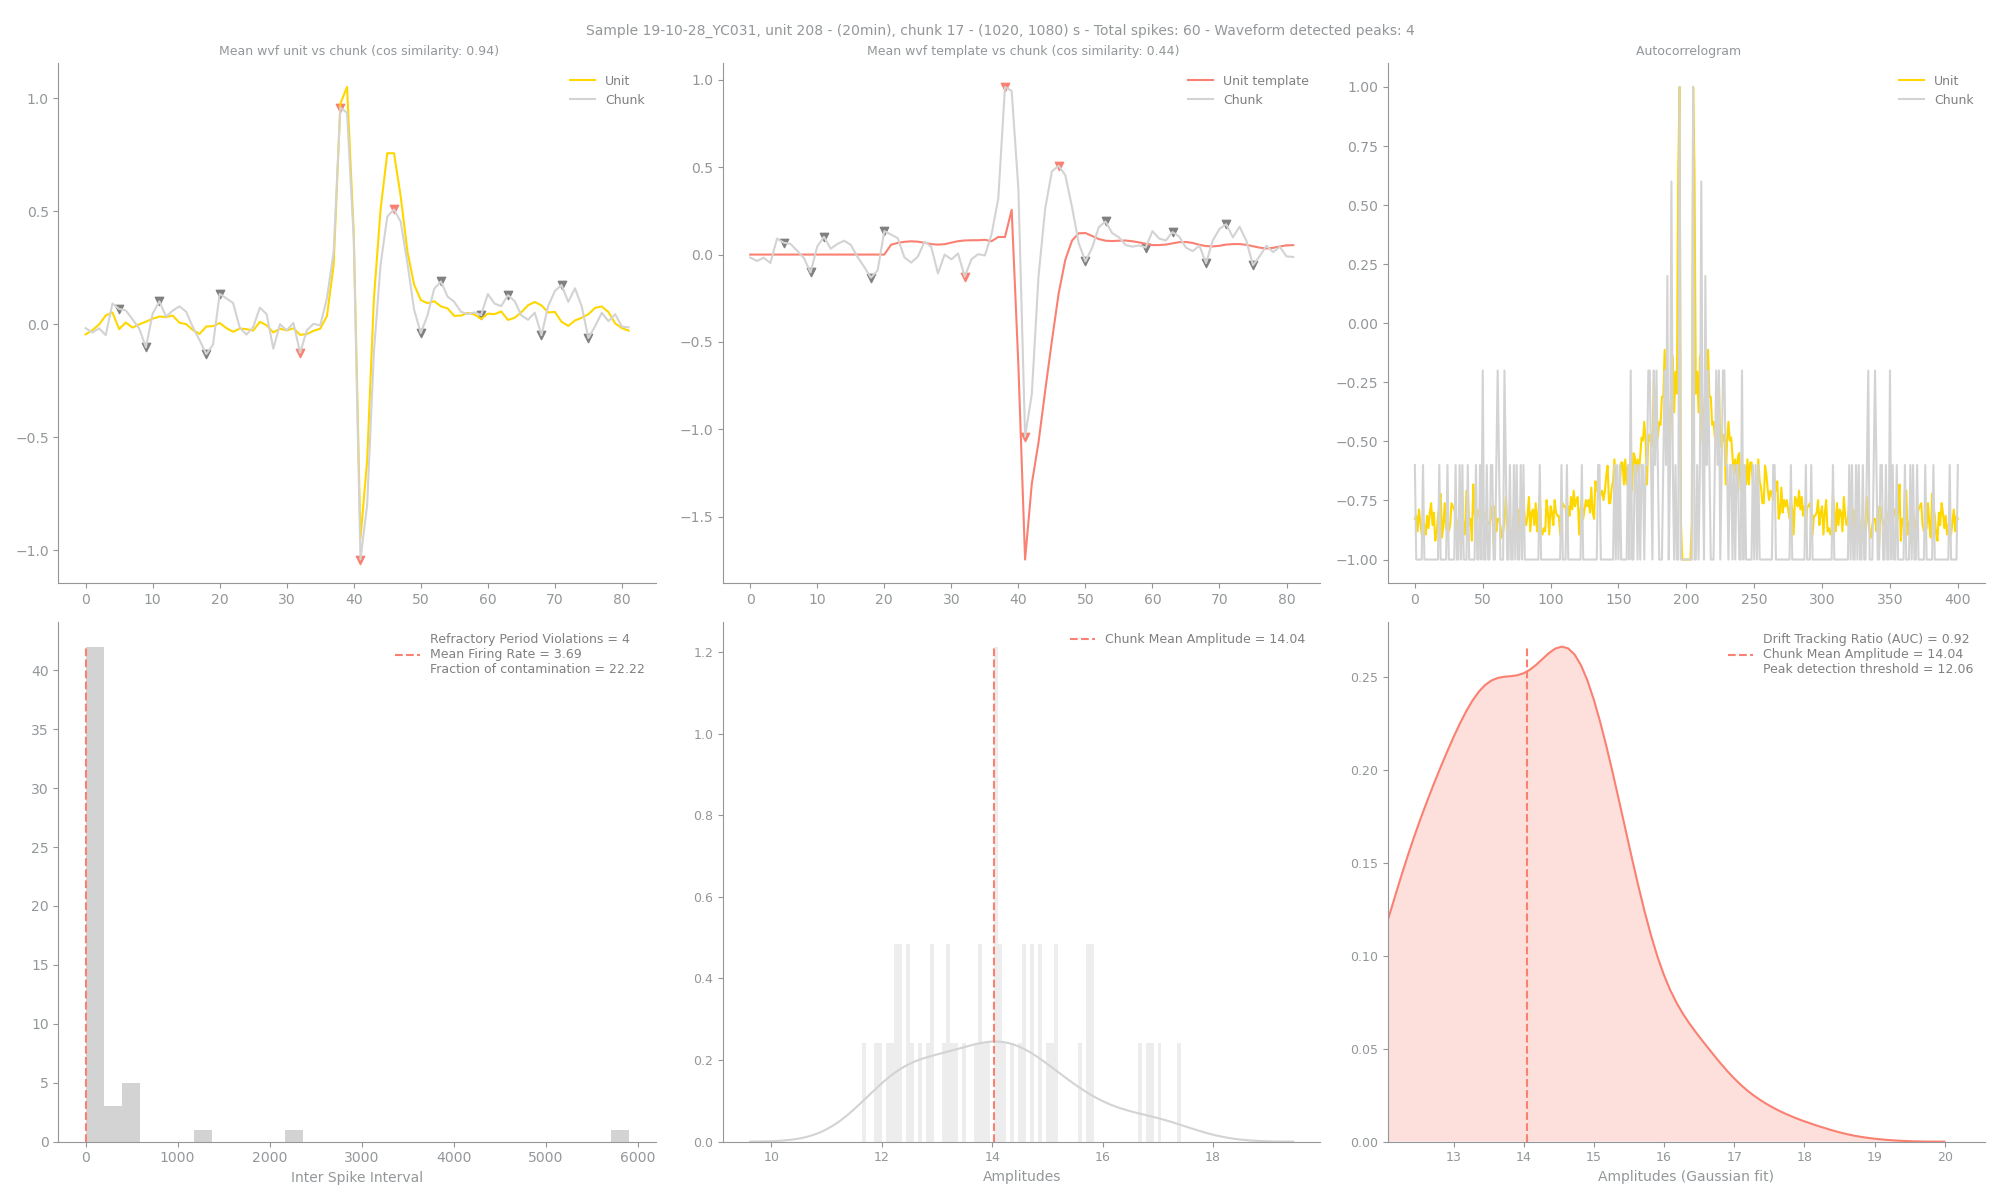 Sample 19-10-28_YC031, unit 208 - (20min), chunk 17 - (1020, 1080) s - Total spikes: 60 - Waveform detected peaks: 4
Mean wvf unit vs chunk (cos similarity: 0.94)
Unit
Chunk
1.0
0.5
0.0
−0.5
−1.0
0 10 20 30 40 50 60 70 80
Mean wvf template vs chunk (cos similarity: 0.44)
Unit template
Chunk
1.0
0.5
0.0
−0.5
−1.0
−1.5
0 10 20 30 40 50 60 70 80
Autocorrelogram
Unit
Chunk
1.00
0.75
0.50
0.25
0.00
−0.25
−0.50
−0.75
−1.00
0 50 100 150 200 250 300 350 400
Refractory Period Violations = 4
Mean Firing Rate = 3.69
Fraction of contamination = 22.22
40
35
30
25
20
15
10
5
0
0 1000 2000 3000 4000 5000 6000
Inter Spike Interval
Chunk Mean Amplitude = 14.04
1.2
1.0
0.8
0.6
0.4
0.2
0.0
10 12 14 16 18
Amplitudes
Drift Tracking Ratio (AUC) = 0.92
Chunk Mean Amplitude = 14.04
Peak detection threshold = 12.06
0.25
0.20
0.15
0.10
0.05
0.00
13 14 15 16 17 18 19 20
Amplitudes (Gaussian fit)